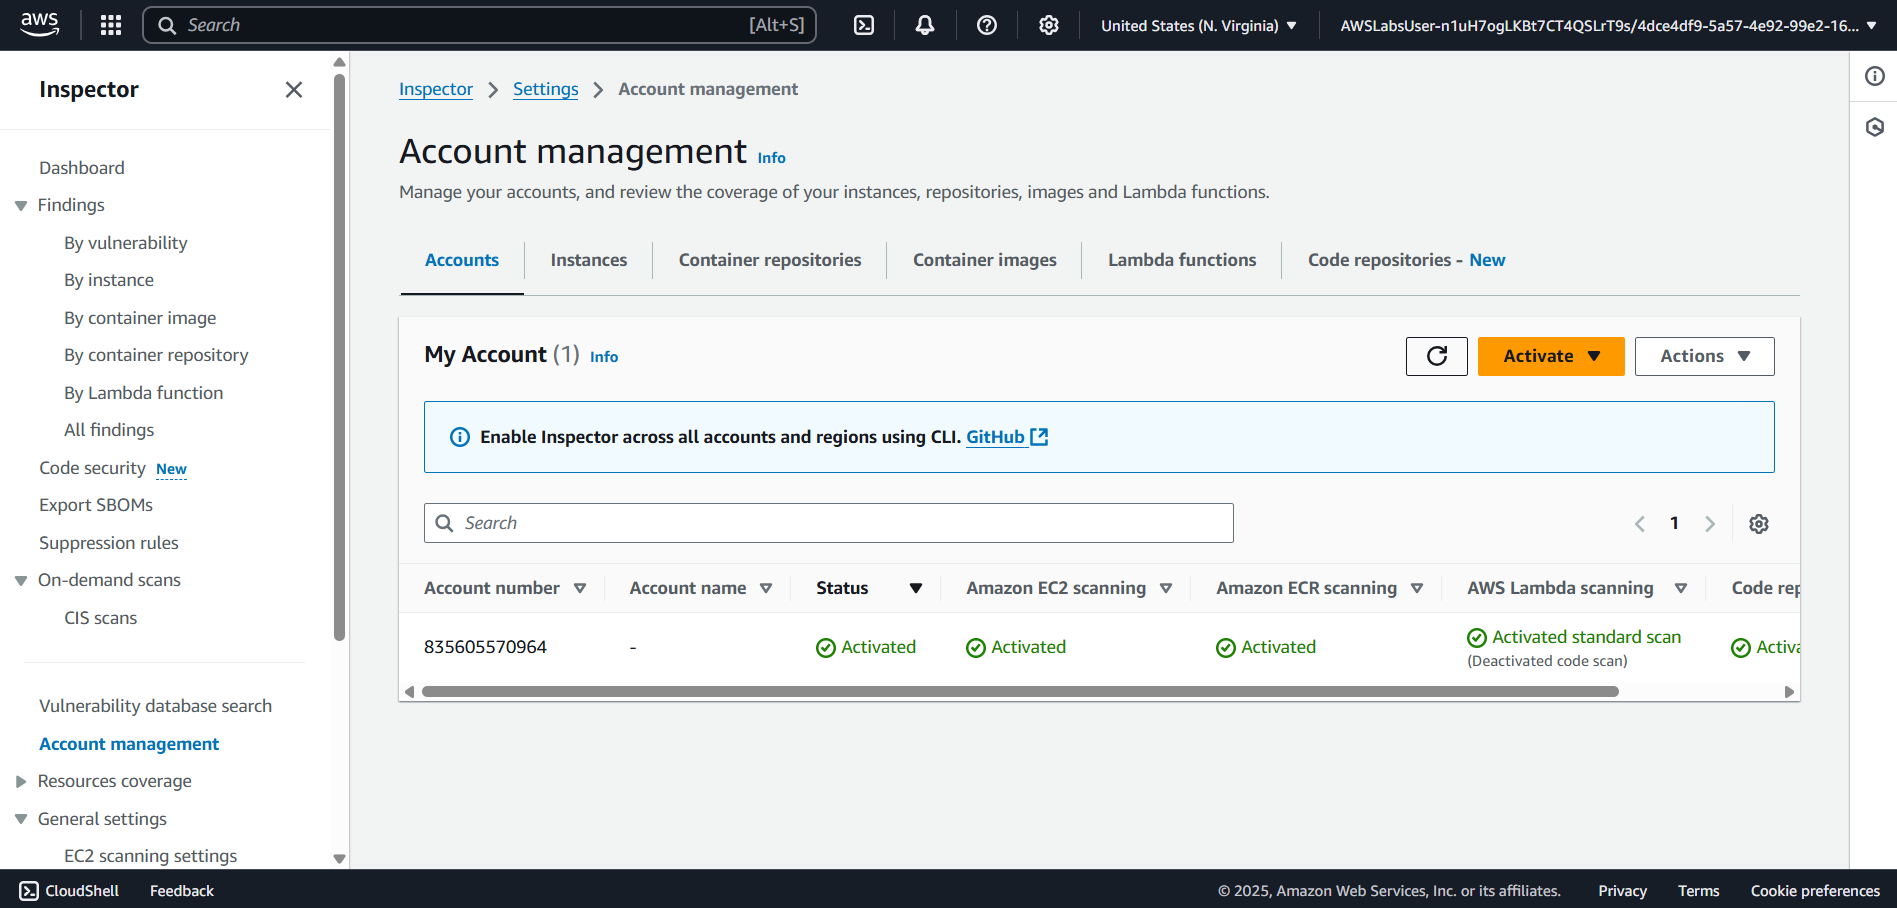 aws
Search
[Alt+S]
United States (N. Virginia)
AWSLabsUser-n1uH7ogLKBt7CT4QSLrT9s/4dce4df9-5a57-4e92-99e2-16...
Inspector
Dashboard
Findings
By vulnerability
By instance
By container image
By container repository
By Lambda function
All findings
Code security New
Export SBOMs
Suppression rules
On-demand scans
CIS scans
Vulnerability database search
Account management
Resources coverage
General settings
EC2 scanning settings
Inspector
Settings
Account management
Account management Info
Manage your accounts, and review the coverage of your instances, repositories, images and Lambda functions.
Accounts
Instances
Container repositories
Container images
Lambda functions
Code repositories - New
My Account (1) Info
Activate
Actions
Enable Inspector across all accounts and regions using CLI. GitHub
Search
1
Account number
Account name
Status
Amazon EC2 scanning
Amazon ECR scanning
AWS Lambda scanning
Code rep
835605570964
-
Activated
Activated
Activated
Activated standard scan
(Deactivated code scan)
Activa
CloudShell
Feedback
© 2025, Amazon Web Services, Inc. or its affiliates.
Privacy
Terms
Cookie preferences